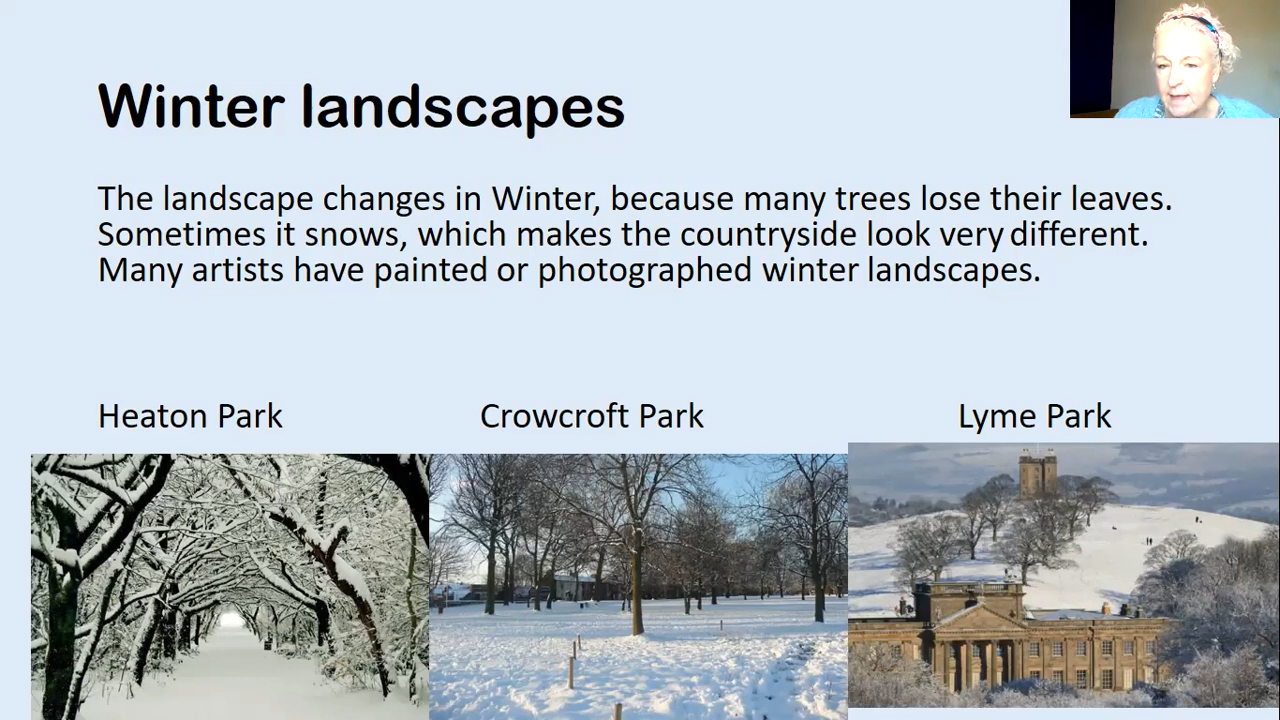 Winter landscapes
The landscape changes in Winter, because many trees lose their leaves.
Sometimes it snows, which makes the countryside look very different.
Many artists have painted or photographed winter landscapes.
Heaton Park
Crowcroft Park
Lyme Park